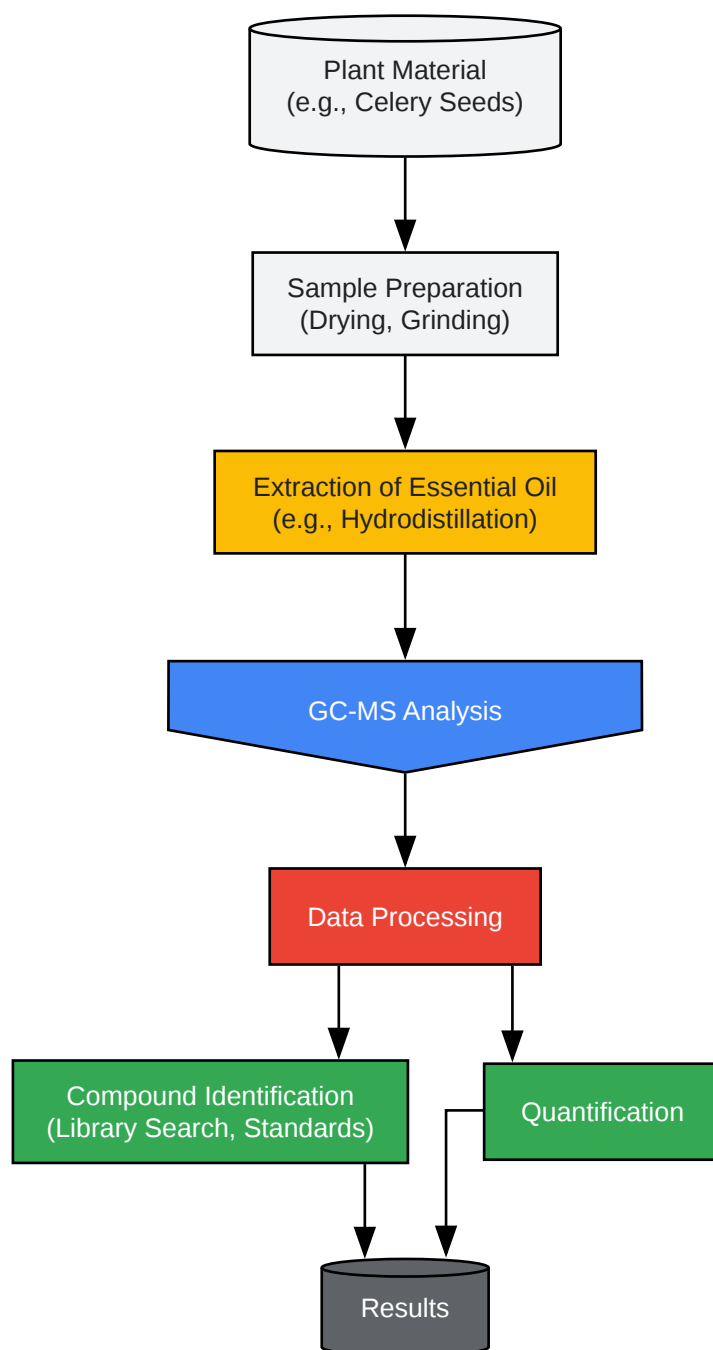 Plant Material
(e.g., Celery Seeds)
Sample Preparation
(Drying, Grinding)
Extraction of Essential Oil
(e.g., Hydrodistillation)
GC-MS Analysis
Data Processing
Compound Identification
(Library Search, Standards)
Quantification
Results